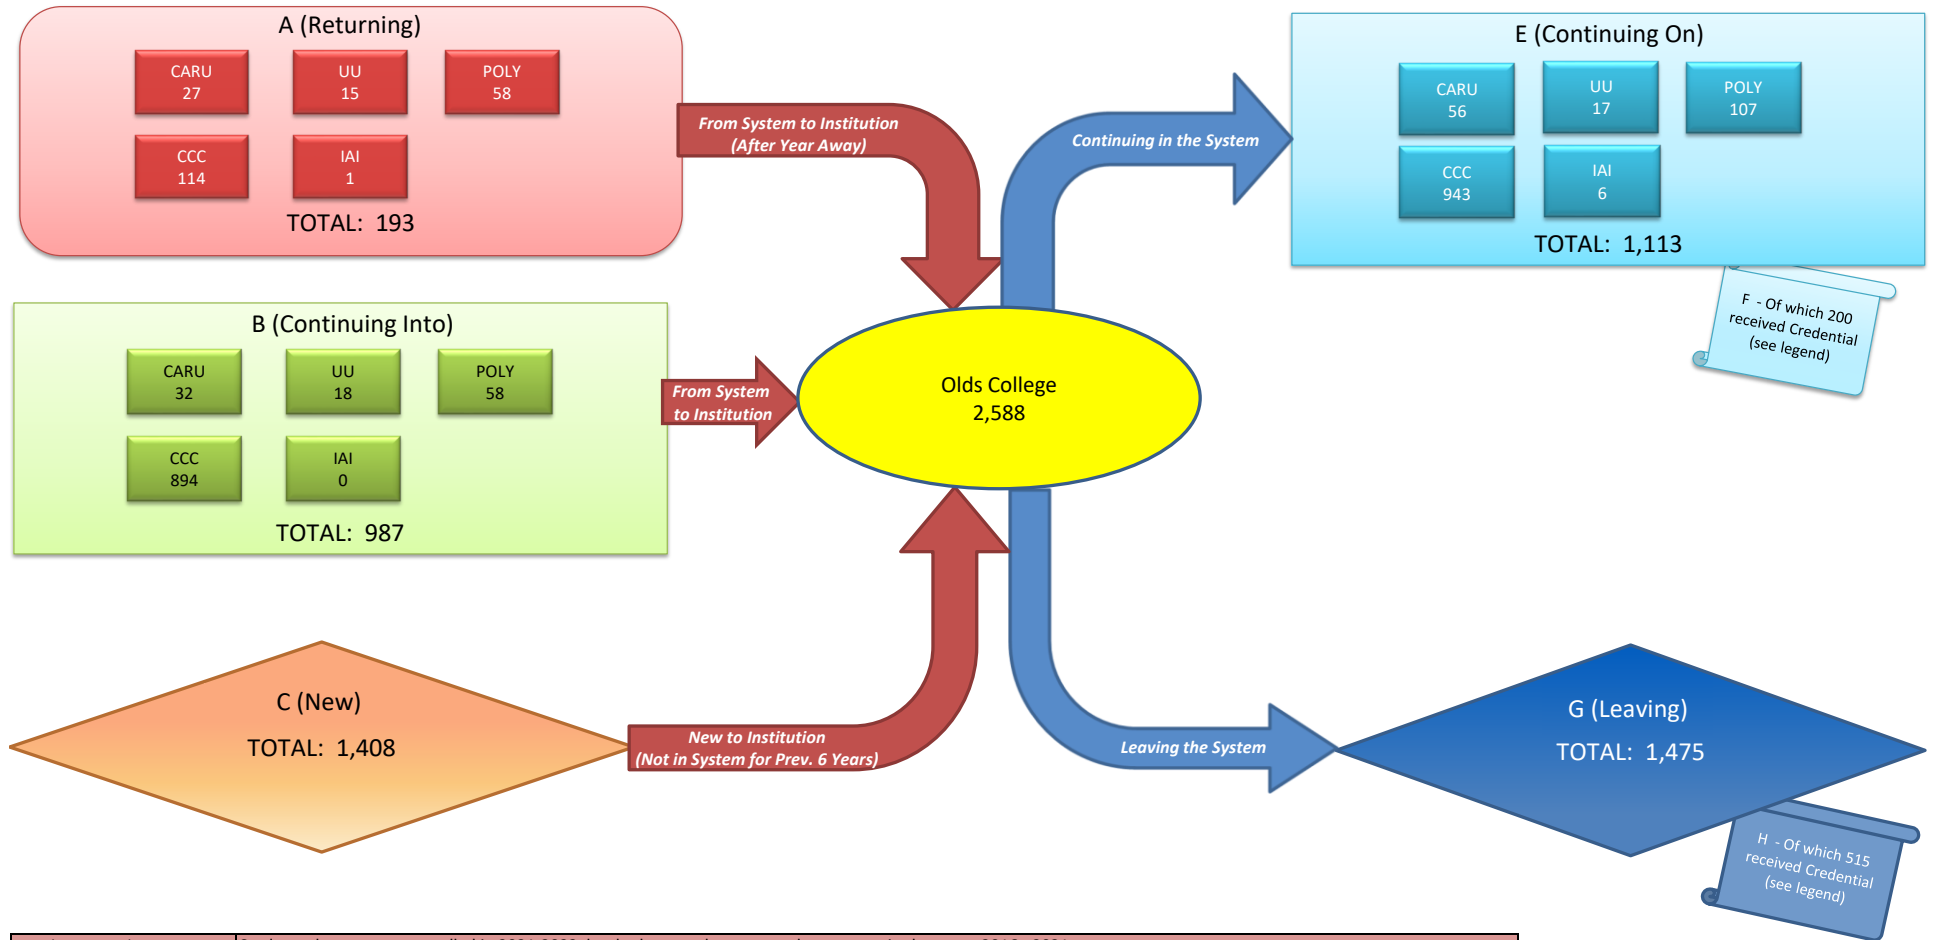 A (Returning)
CARU
27
UU
15
POLY
58
CCC
114
IAI
1
TOTAL: 193
From System to Institution
(After Year Away)
Continuing in the System
E (Continuing On)
CARU
56
UU
17
POLY
107
CCC
943
IAI
6
TOTAL: 1,113
F - Of which 200
received Credential
(see legend)
B (Continuing Into)
CARU
32
UU
18
POLY
58
CCC
894
IAI
0
TOTAL: 987
From System
to Institution
Olds College
2,588
C (New)
TOTAL: 1,408
New to Institution
(Not in System for Prev. 6 Years)
Leaving the System
G (Leaving)
TOTAL: 1,475
H - Of which 515
received Credential
(see legend)